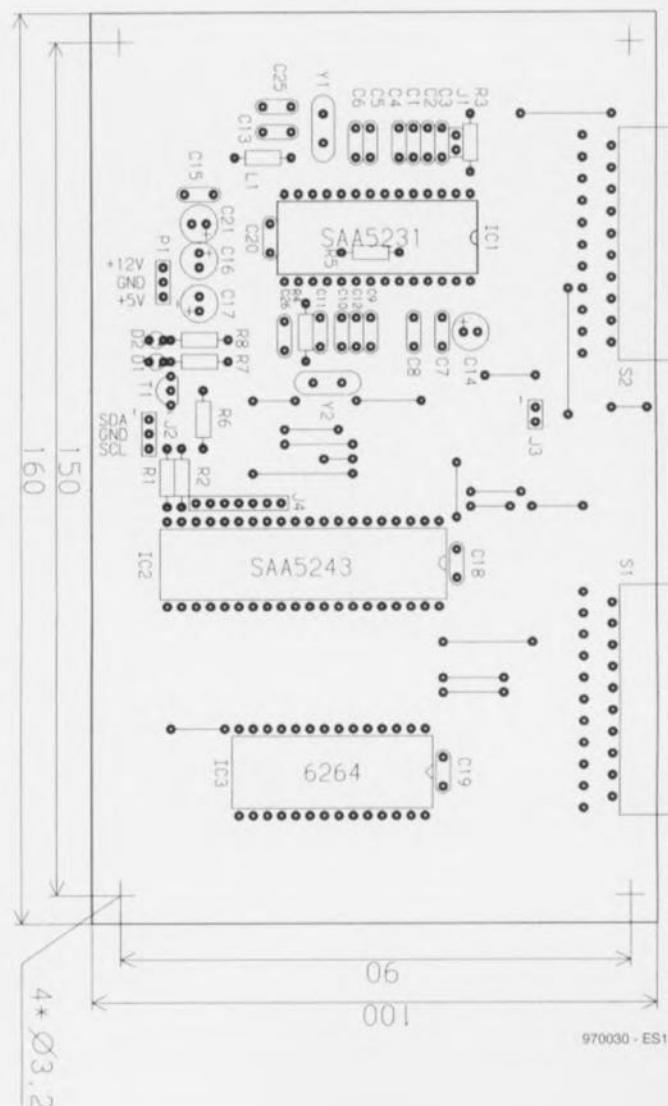 C25
Y1
C6
C5
C4
C1
C2
C3
J1
R3
C13
L1
C15
C21
C16
C17
C20
SAA5231
IC1
R5
P1
+12V
GND
+5V
C26
R4
C11
C10
C12
C9
C8
C7
C14
D2
D1
R8
R7
T1
Y2
S2
SDA
GND
SCL
J2
R6
J3
R1
R2
J4
IC2
SAA5243
C18
S1
IC3
6264
C19
150
160
90
100
4*Ø3.2
970030 - ES1